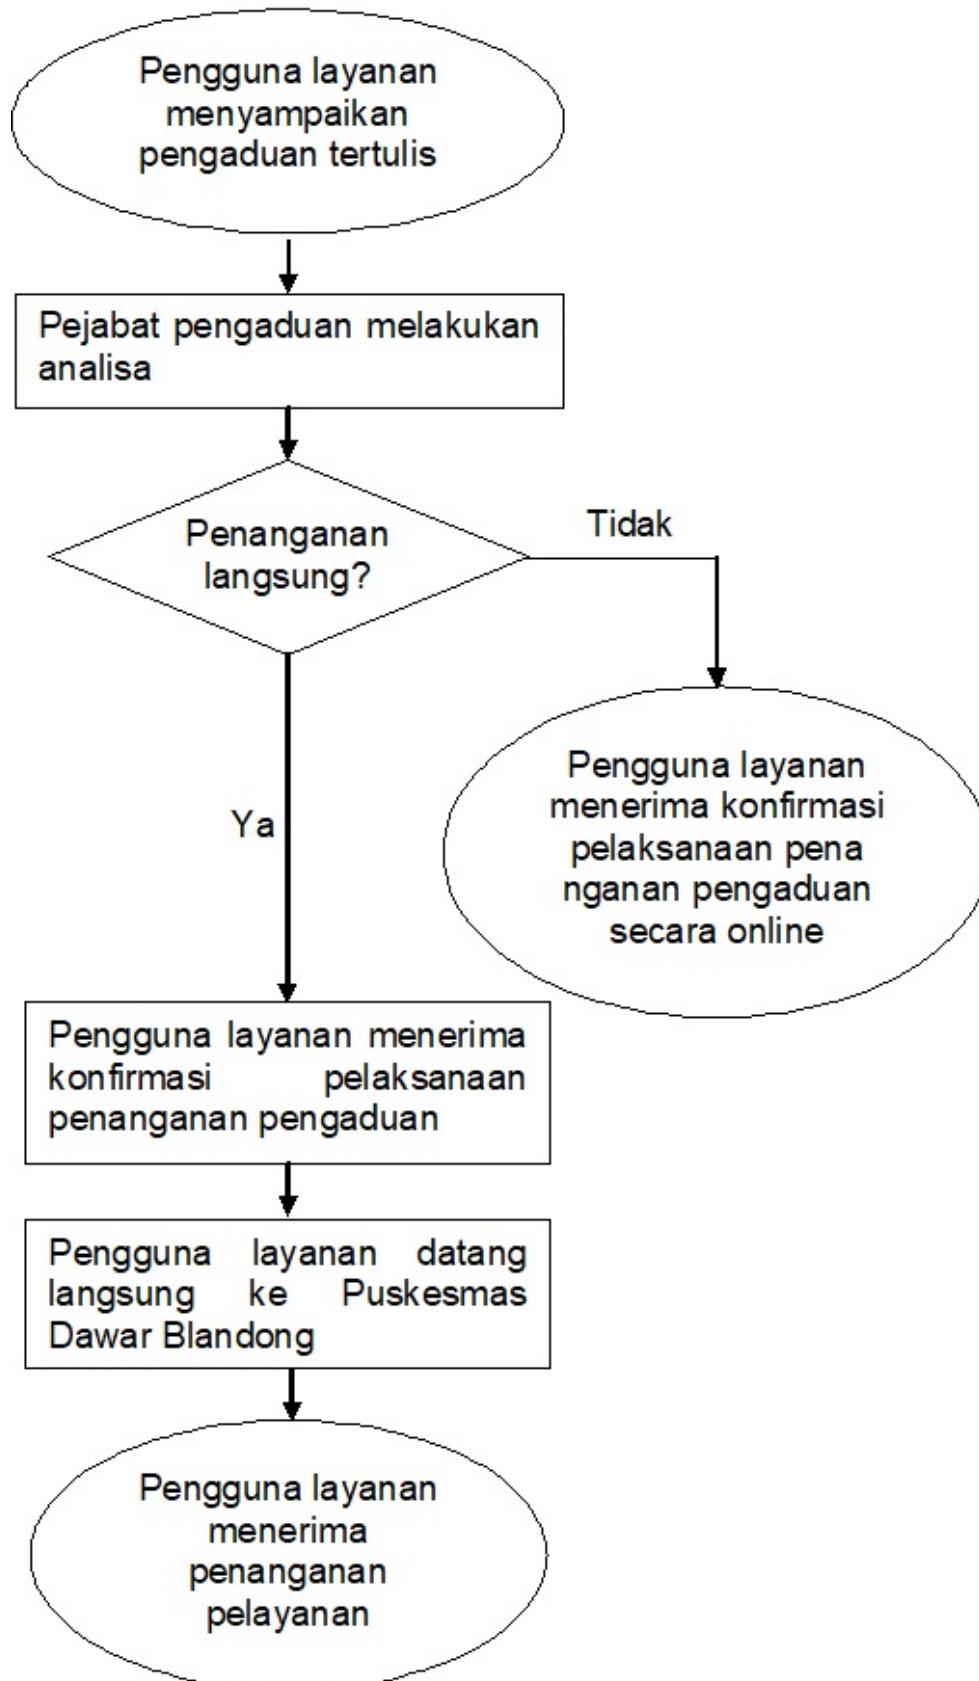 Pengguna layanan
menyampaikan
pengaduan tertulis
Pejabat pengaduan melakukan
analisa
Penanganan
langsung?
Tidak
Ya
Pengguna layanan
menerima konfirmasi
pelaksanaan pena
nganan pengaduan
secara online
Pengguna layanan menerima
konfirmasi pelaksanaan
penanganan pengaduan
Pengguna layanan datang
langsung ke Puskesmas
Dawar Blandong
Pengguna layanan
menerima
penanganan
pelayanan